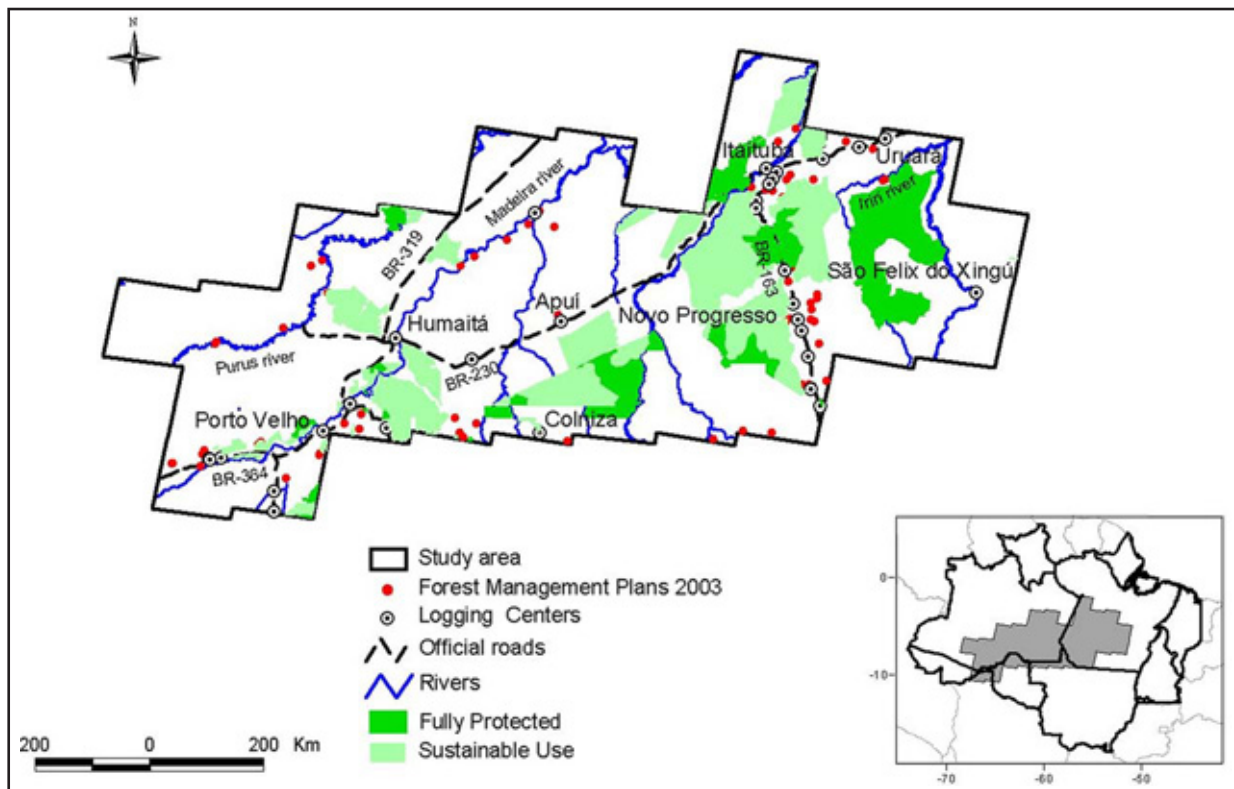 N
Itaituba
Uruará
Iriri river
Madeira river
BR-319
BR-163
São Felix do Xingú
Apuí
Novo Progresso
Humaitá
Purus river
BR-230
Porto Velho
Colniza
BR-364
Study area
Forest Management Plans 2003
Logging Centers
Official roads
Rivers
Fully Protected
Sustainable Use
200 0 200 Km
0
-10
-70 -60 -50